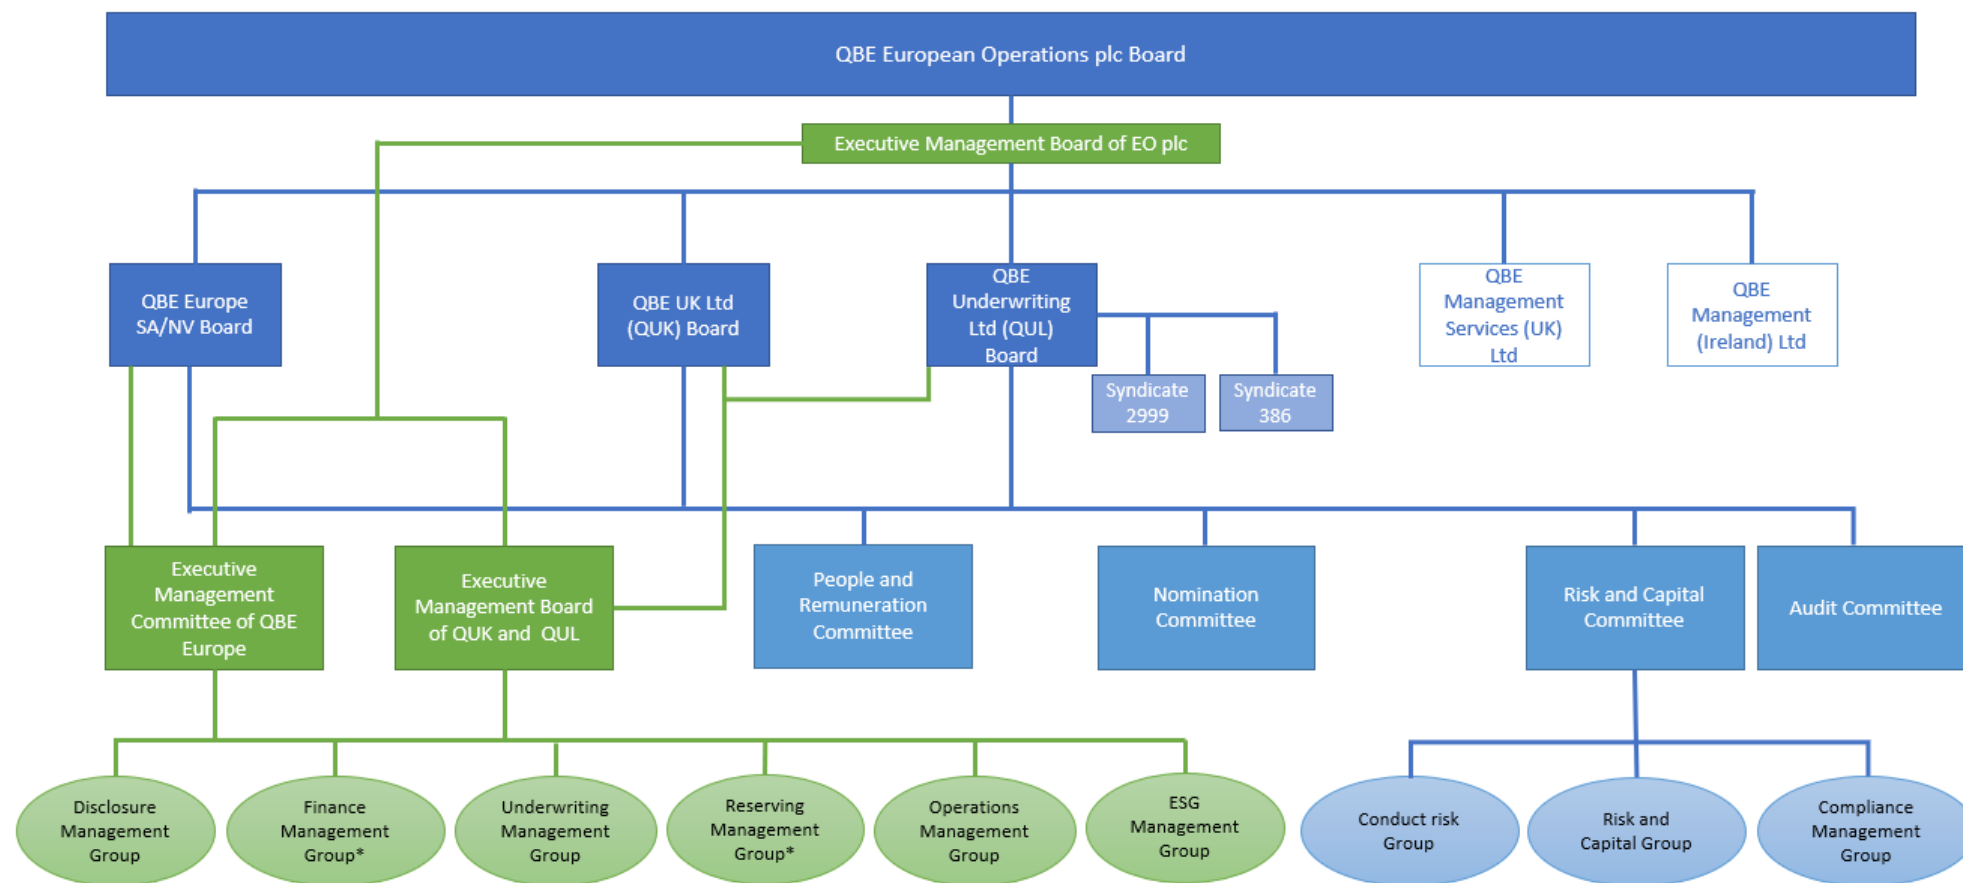 QBE European Operations plc Board
Executive Management Board of EO plc
QBE Europe
SA/NV Board
QBE UK Ltd
(QUK) Board
QBE
Underwriting
Ltd (QUL)
Board
QBE
Management
Services (UK)
Ltd
QBE
Management
(Ireland) Ltd
Syndicate
2999
Syndicate
386
Executive
Management
Committee of QBE
Europe
Executive
Management Board
of QUK and QUL
People and
Remuneration
Committee
Nomination
Committee
Risk and Capital
Committee
Audit Committee
Disclosure
Management
Group
Finance
Management
Group*
Underwriting
Management
Group
Reserving
Management
Group*
Operations
Management
Group
ESG
Management
Group
Conduct risk
Group
Risk and
Capital Group
Compliance
Management
Group